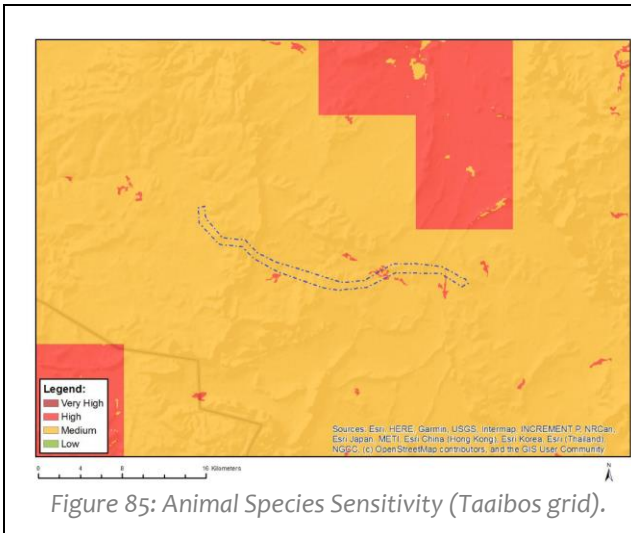 Legend:
Very High
High
Medium
Low
Sources: Esri, HERE, Garmin, USGS, Intermap, INCREMENT P, NRCan,
Esri Japan, METI, Esri China (Hong Kong), Esri Korea, Esri (Thailand),
NGCC, (c) OpenStreetMap contributors, and the GIS User Community
0 4 8 16 Kilometers
N
Figure 85: Animal Species Sensitivity (Taaibos grid).